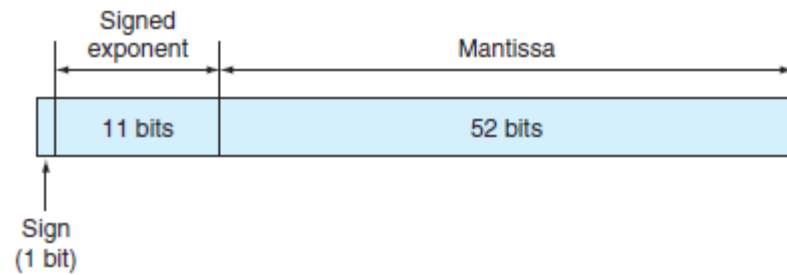 Signed
exponent
Mantissa
11 bits
52 bits
Sign
(1 bit)